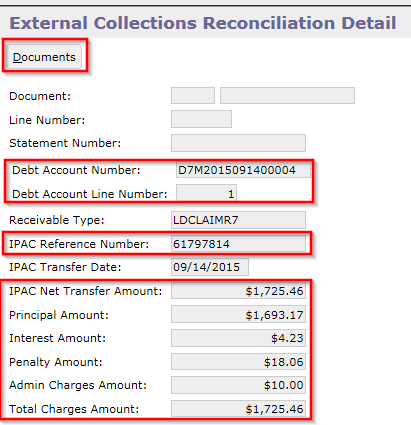 External Collections Reconciliation Detail
Documents
Document:
Line Number:
Statement Number:
Debt Account Number: D7M2015091400004
Debt Account Line Number: 1
Receivable Type: LDCLAIMR7
IPAC Reference Number: 61797814
IPAC Transfer Date: 09/14/2015
IPAC Net Transfer Amount: $1,725.46
Principal Amount: $1,693.17
Interest Amount: $4.23
Penalty Amount: $18.06
Admin Charges Amount: $10.00
Total Charges Amount: $1,725.46